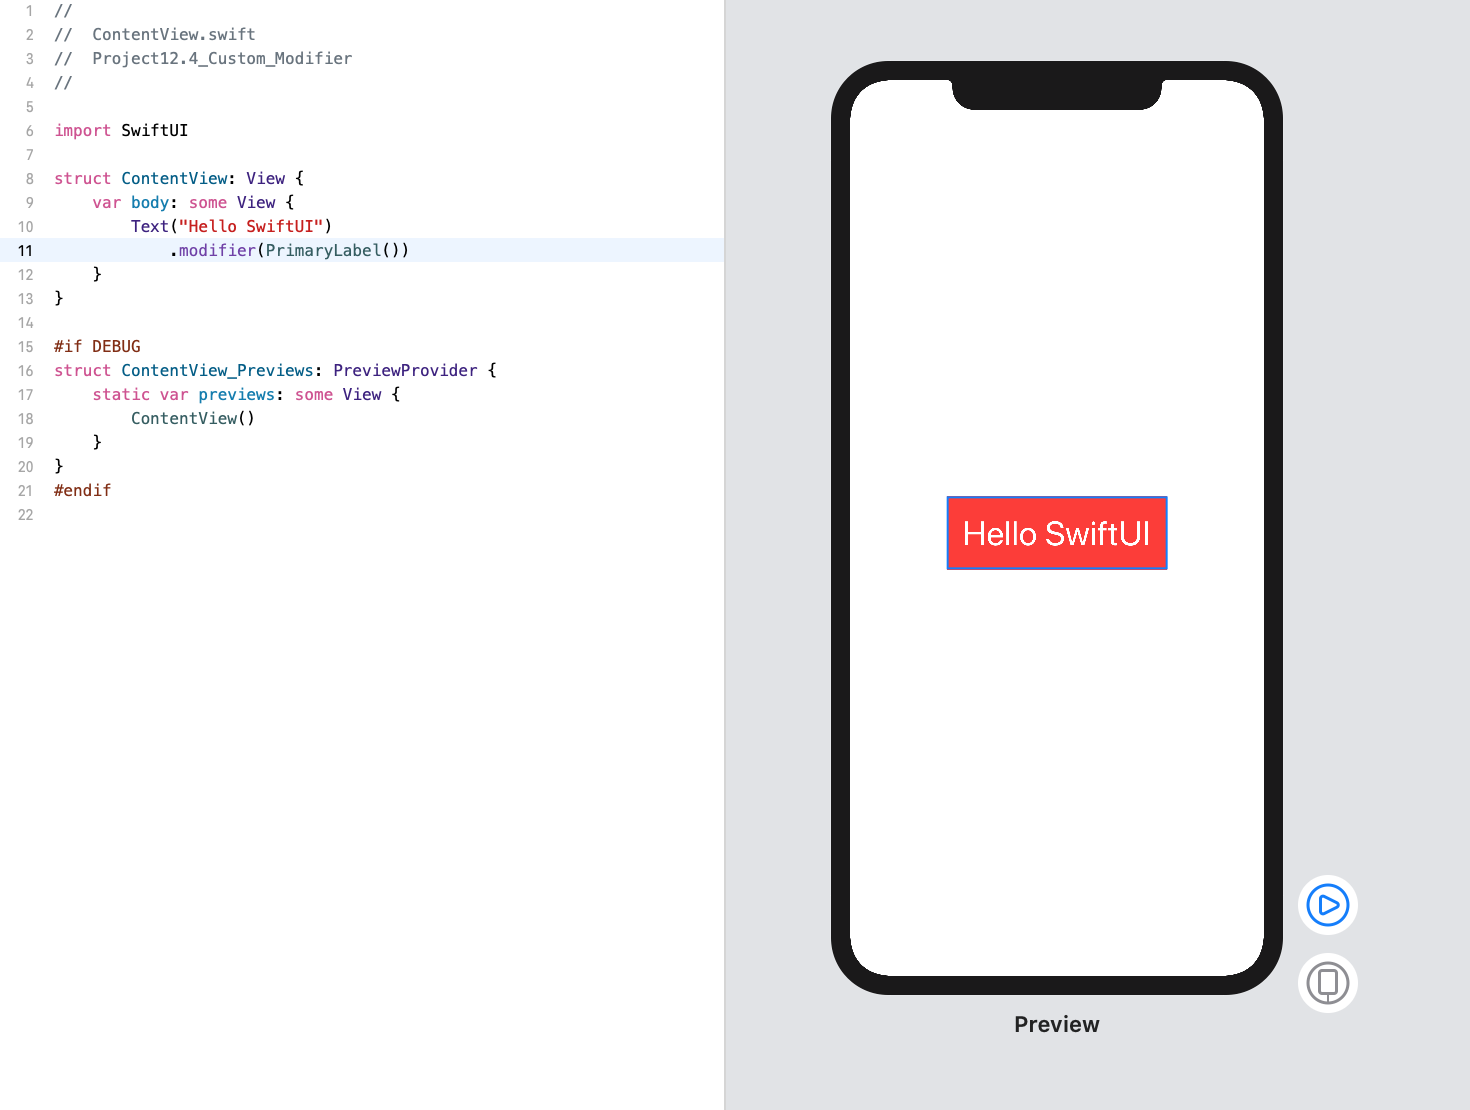 1 //
2 //  ContentView.swift
3 //  Project12.4_Custom_Modifier
4 //
5
6 import SwiftUI
7
8 struct ContentView: View {
9     var body: some View {
10         Text("Hello SwiftUI")
11             .modifier(PrimaryLabel())
12     }
13 }
14
15 #if DEBUG
16 struct ContentView_Previews: PreviewProvider {
17     static var previews: some View {
18         ContentView()
19     }
20 }
21 #endif
22
Hello SwiftUI
Preview